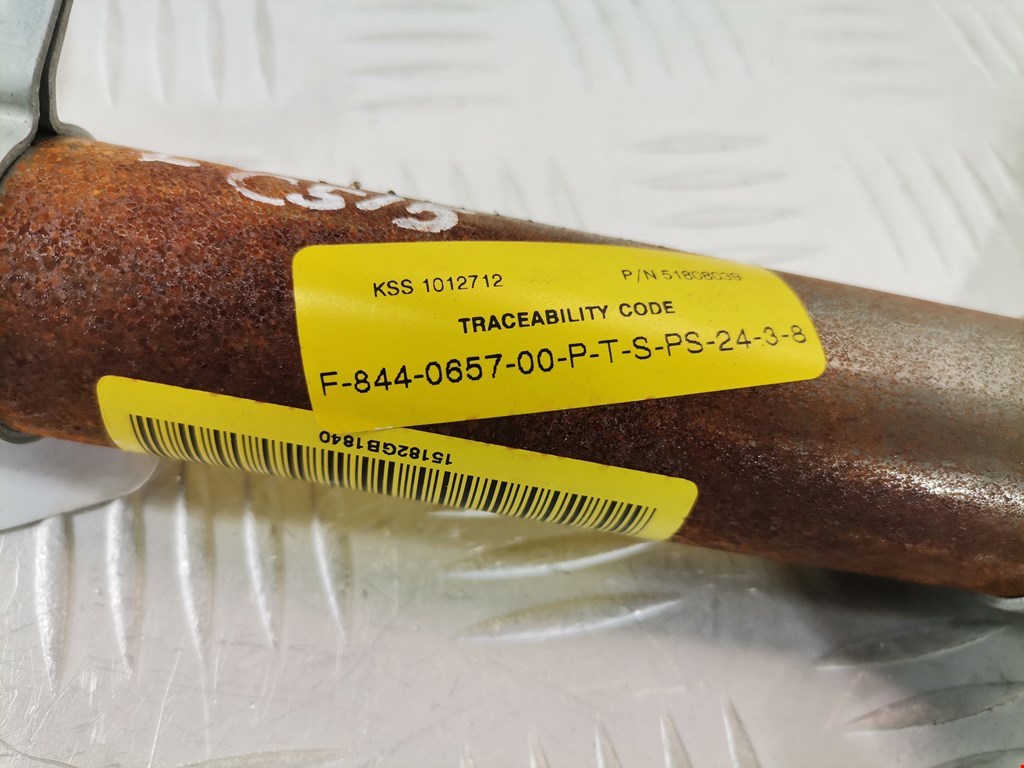 KSS 1012712 P/N 51808039
TRACEABILITY CODE
F-844-0657-00-P-T-S-PS-24-3-8
15182GB1840